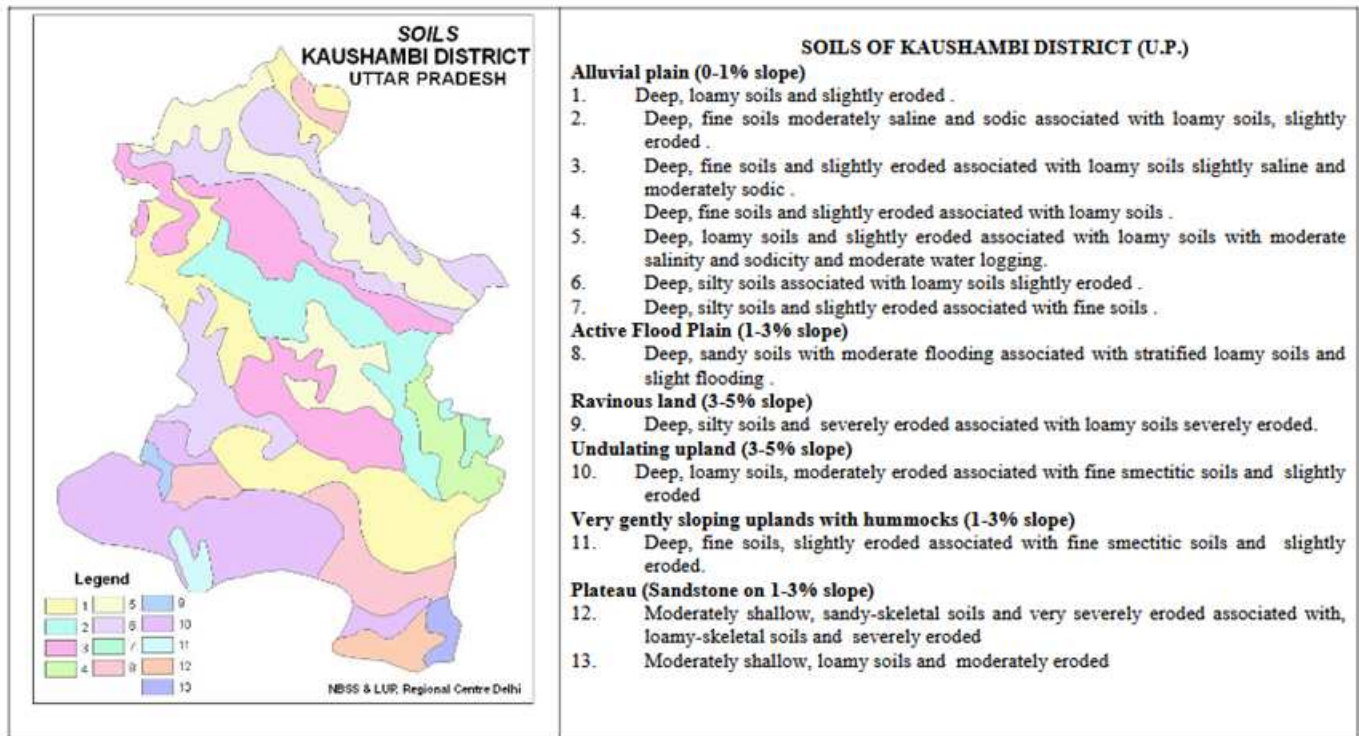 SOILS
KAUSHAMBI DISTRICT
UTTAR PRADESH
Legend
1 5 9
2 6 10
3 7 11
4 8 12
13
NBSS & LUP, Regional Centre Delhi
SOILS OF KAUSHAMBI DISTRICT (U.P.)
Alluvial plain (0-1% slope)
1. Deep, loamy soils and slightly eroded .
2. Deep, fine soils moderately saline and sodic associated with loamy soils, slightly
eroded .
3. Deep, fine soils and slightly eroded associated with loamy soils slightly saline and
moderately sodic .
4. Deep, fine soils and slightly eroded associated with loamy soils .
5. Deep, loamy soils and slightly eroded associated with loamy soils with moderate
salinity and sodicity and moderate water logging.
6. Deep, silty soils associated with loamy soils slightly eroded .
7. Deep, silty soils and slightly eroded associated with fine soils .
Active Flood Plain (1-3% slope)
8. Deep, sandy soils with moderate flooding associated with stratified loamy soils and
slight flooding .
Ravinous land (3-5% slope)
9. Deep, silty soils and severely eroded associated with loamy soils severely eroded.
Undulating upland (3-5% slope)
10. Deep, loamy soils, moderately eroded associated with fine smectitic soils and slightly
eroded
Very gently sloping uplands with hummocks (1-3% slope)
11. Deep, fine soils, slightly eroded associated with fine smectitic soils and slightly
eroded.
Plateau (Sandstone on 1-3% slope)
12. Moderately shallow, sandy-skeletal soils and very severely eroded associated with,
loamy-skeletal soils and severely eroded
13. Moderately shallow, loamy soils and moderately eroded